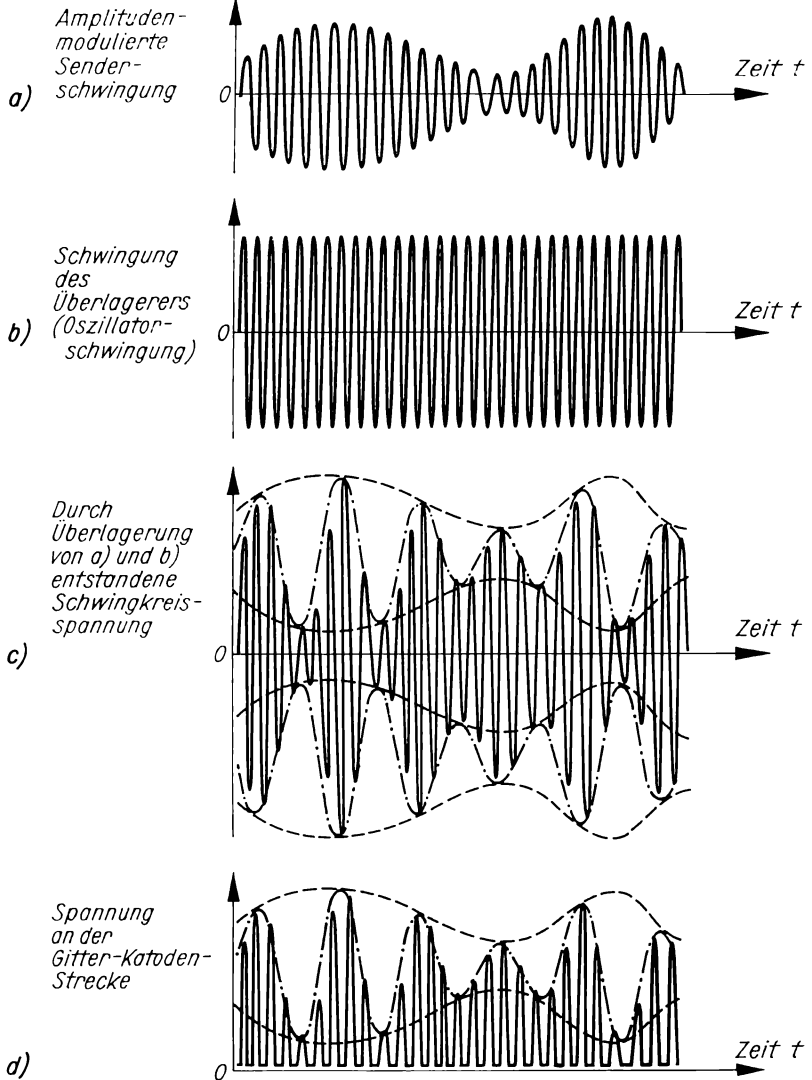 Amplituden-
modulierte
Sender-
schwingung
a)
0
Zeit t
Schwingung
des
Überlagerers
(Oszillator-
schwingung)
b)
0
Zeit t
Durch
Überlagerung
von a) und b)
entstandene
Schwingkreis-
spannung
c)
0
Zeit t
Spannung
an der
Gitter-Katoden-
Strecke
d)
0
Zeit t